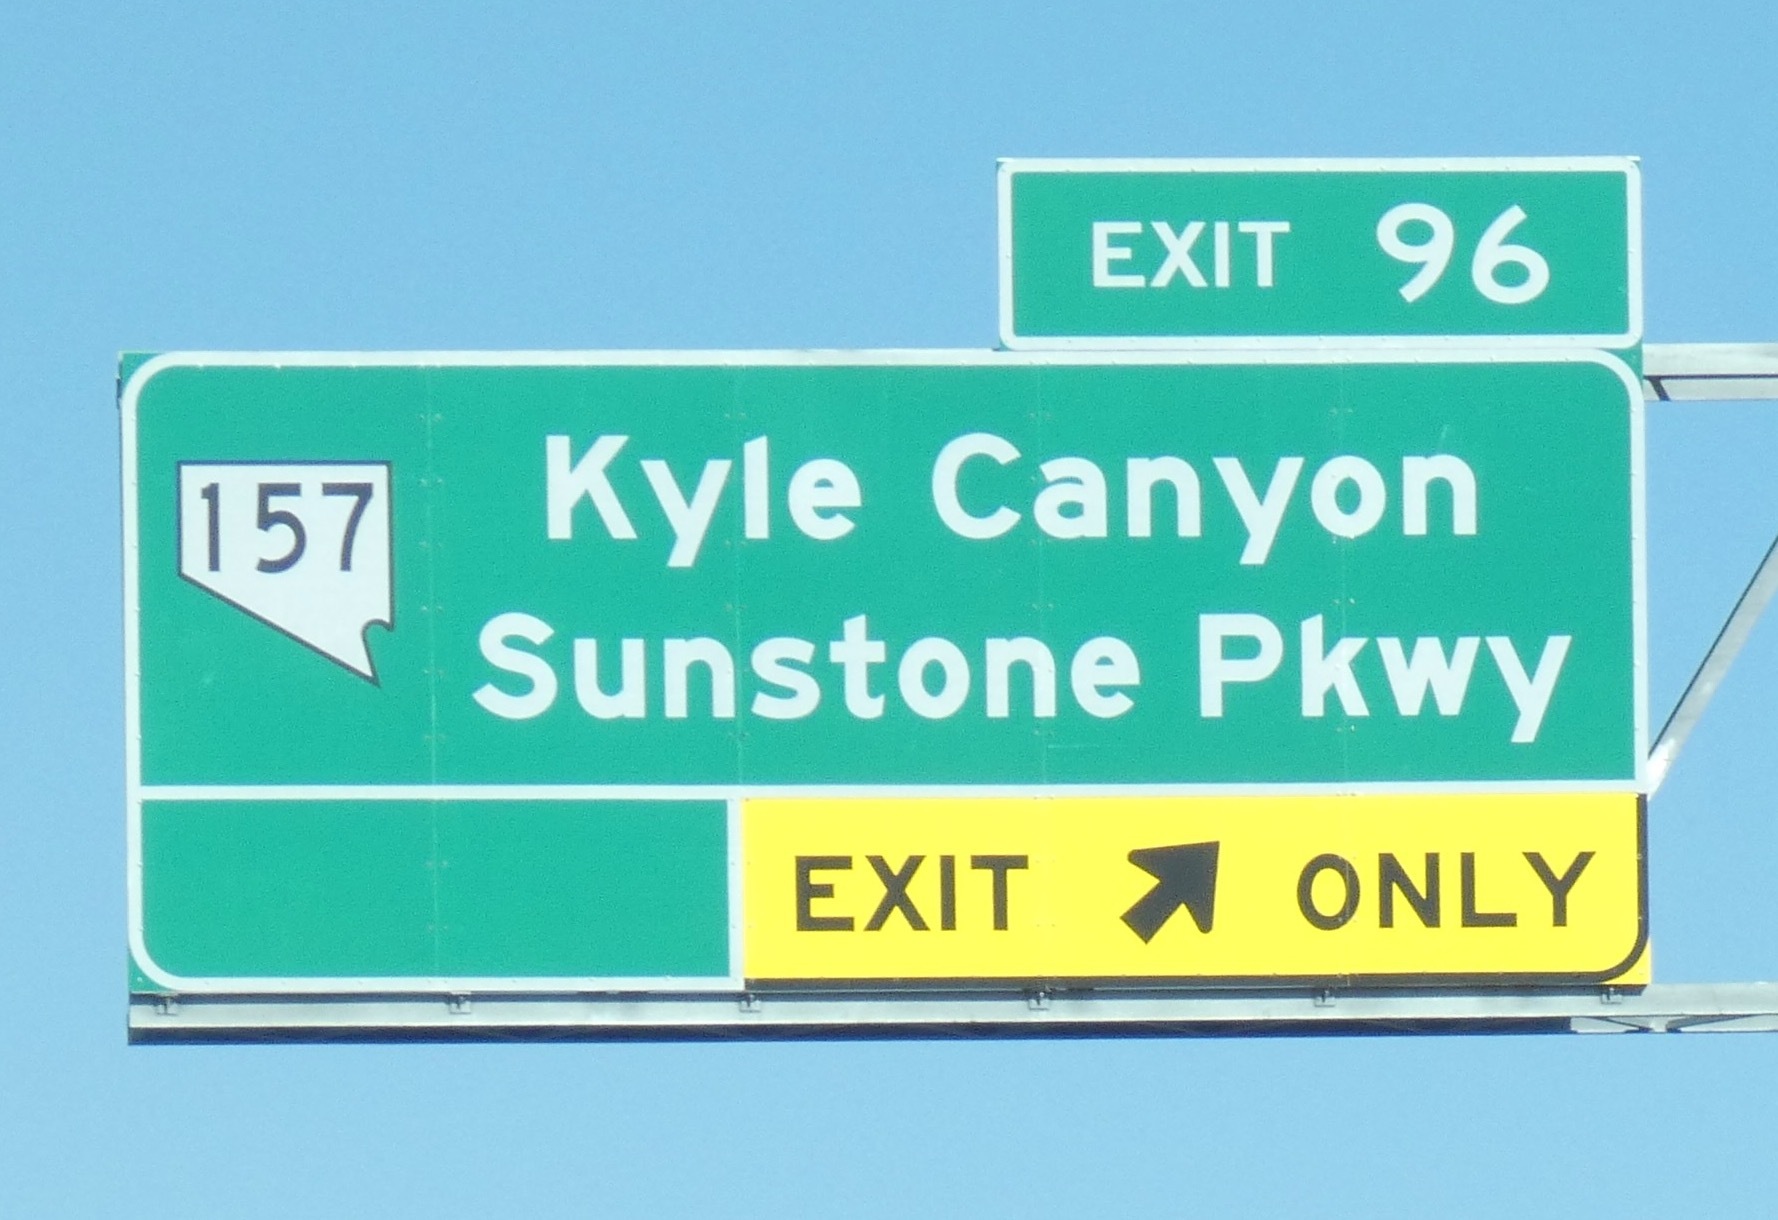 EXIT 96
157
Kyle Canyon
Sunstone Pkwy
EXIT ONLY